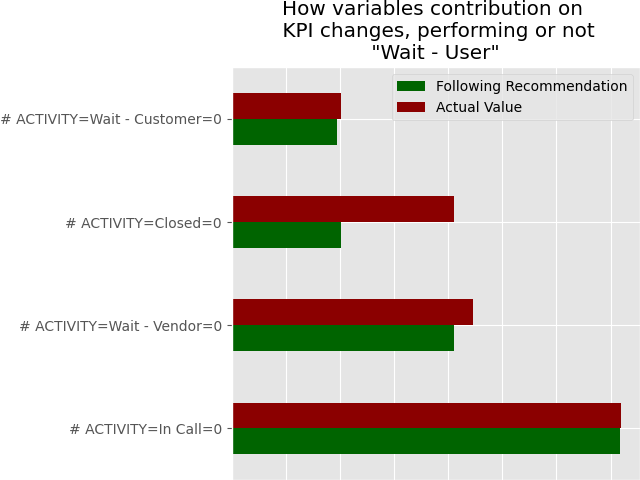 How variables contribution on
KPI changes, performing or not
"Wait - User"
Following Recommendation
Actual Value
# ACTIVITY=Wait - Customer=0
# ACTIVITY=Closed=0
# ACTIVITY=Wait - Vendor=0
# ACTIVITY=In Call=0